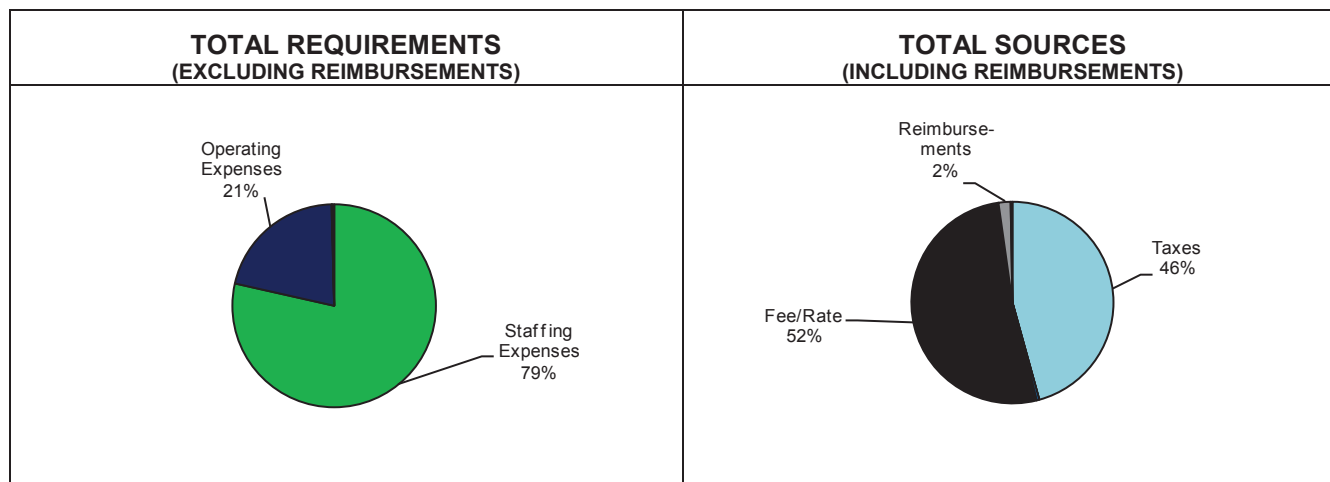 TOTAL REQUIREMENTS
(EXCLUDING REIMBURSEMENTS)
Operating
Expenses
21%
Staffing
Expenses
79%
TOTAL SOURCES
(INCLUDING REIMBURSEMENTS)
Reimburse-
ments
2%
Taxes
46%
Fee/Rate
52%